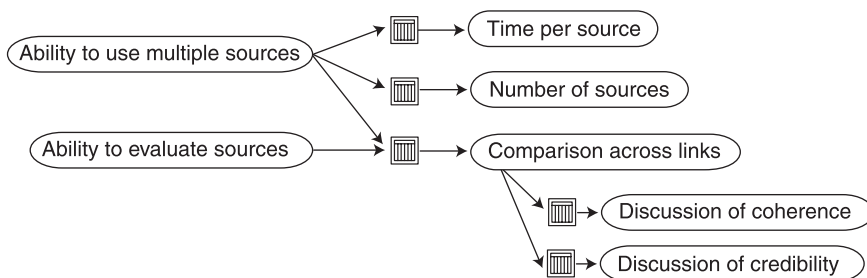 Time per source
Ability to use multiple sources
Number of sources
Ability to evaluate sources
Comparison across links
Discussion of coherence
Discussion of credibility